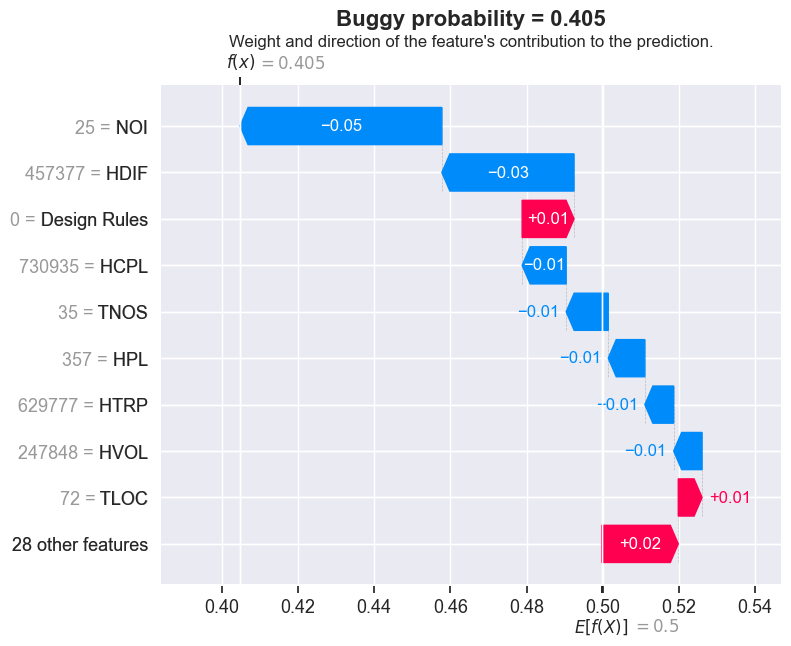 Buggy probability = 0.405
Weight and direction of the feature's contribution to the prediction.
f(x) = 0.405
25 = NOI −0.05
457377 = HDIF −0.03
0 = Design Rules +0.01
730935 = HCPL −0.01
35 = TNOS −0.01
357 = HPL −0.01
629777 = HTRP −0.01
247848 = HVOL −0.01
72 = TLOC +0.01
28 other features +0.02
0.40 0.42 0.44 0.46 0.48 0.50 0.52 0.54
E[f(X)] = 0.5